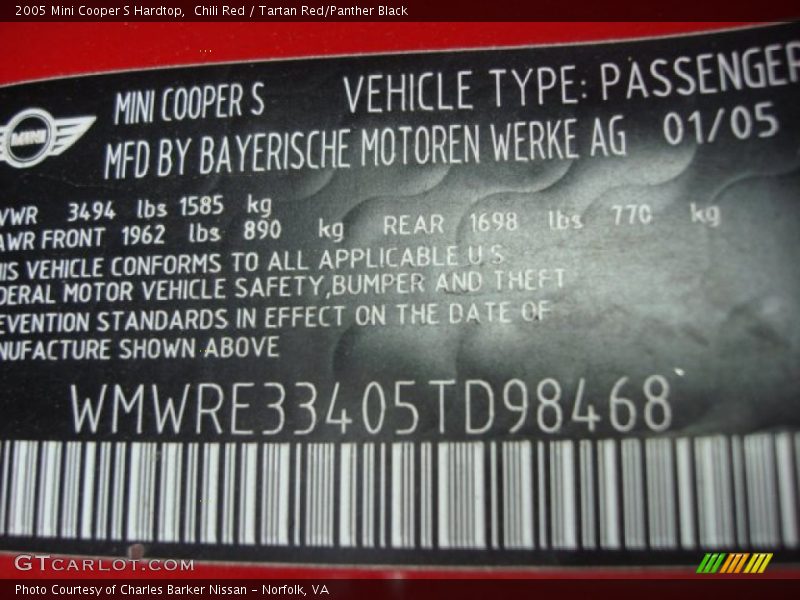 2005 Mini Cooper S Hardtop,  Chili Red / Tartan Red/Panther Black
MINI COOPER S VEHICLE TYPE: PASSENGER
MINI
MFD BY BAYERISCHE MOTOREN WERKE AG 01/05
VWR 3494 lbs 1585 kg
AWR FRONT 1962 lbs 890 kg REAR 1698 lbs 770 kg
IS VEHICLE CONFORMS TO ALL APPLICABLE U S
DERAL MOTOR VEHICLE SAFETY,BUMPER AND THEFT
EVENTION STANDARDS IN EFFECT ON THE DATE OF
NUFACTURE SHOWN ABOVE
WMWRE33405TD98468
GTCARLOT.COM
Photo Courtesy of Charles Barker Nissan - Norfolk, VA